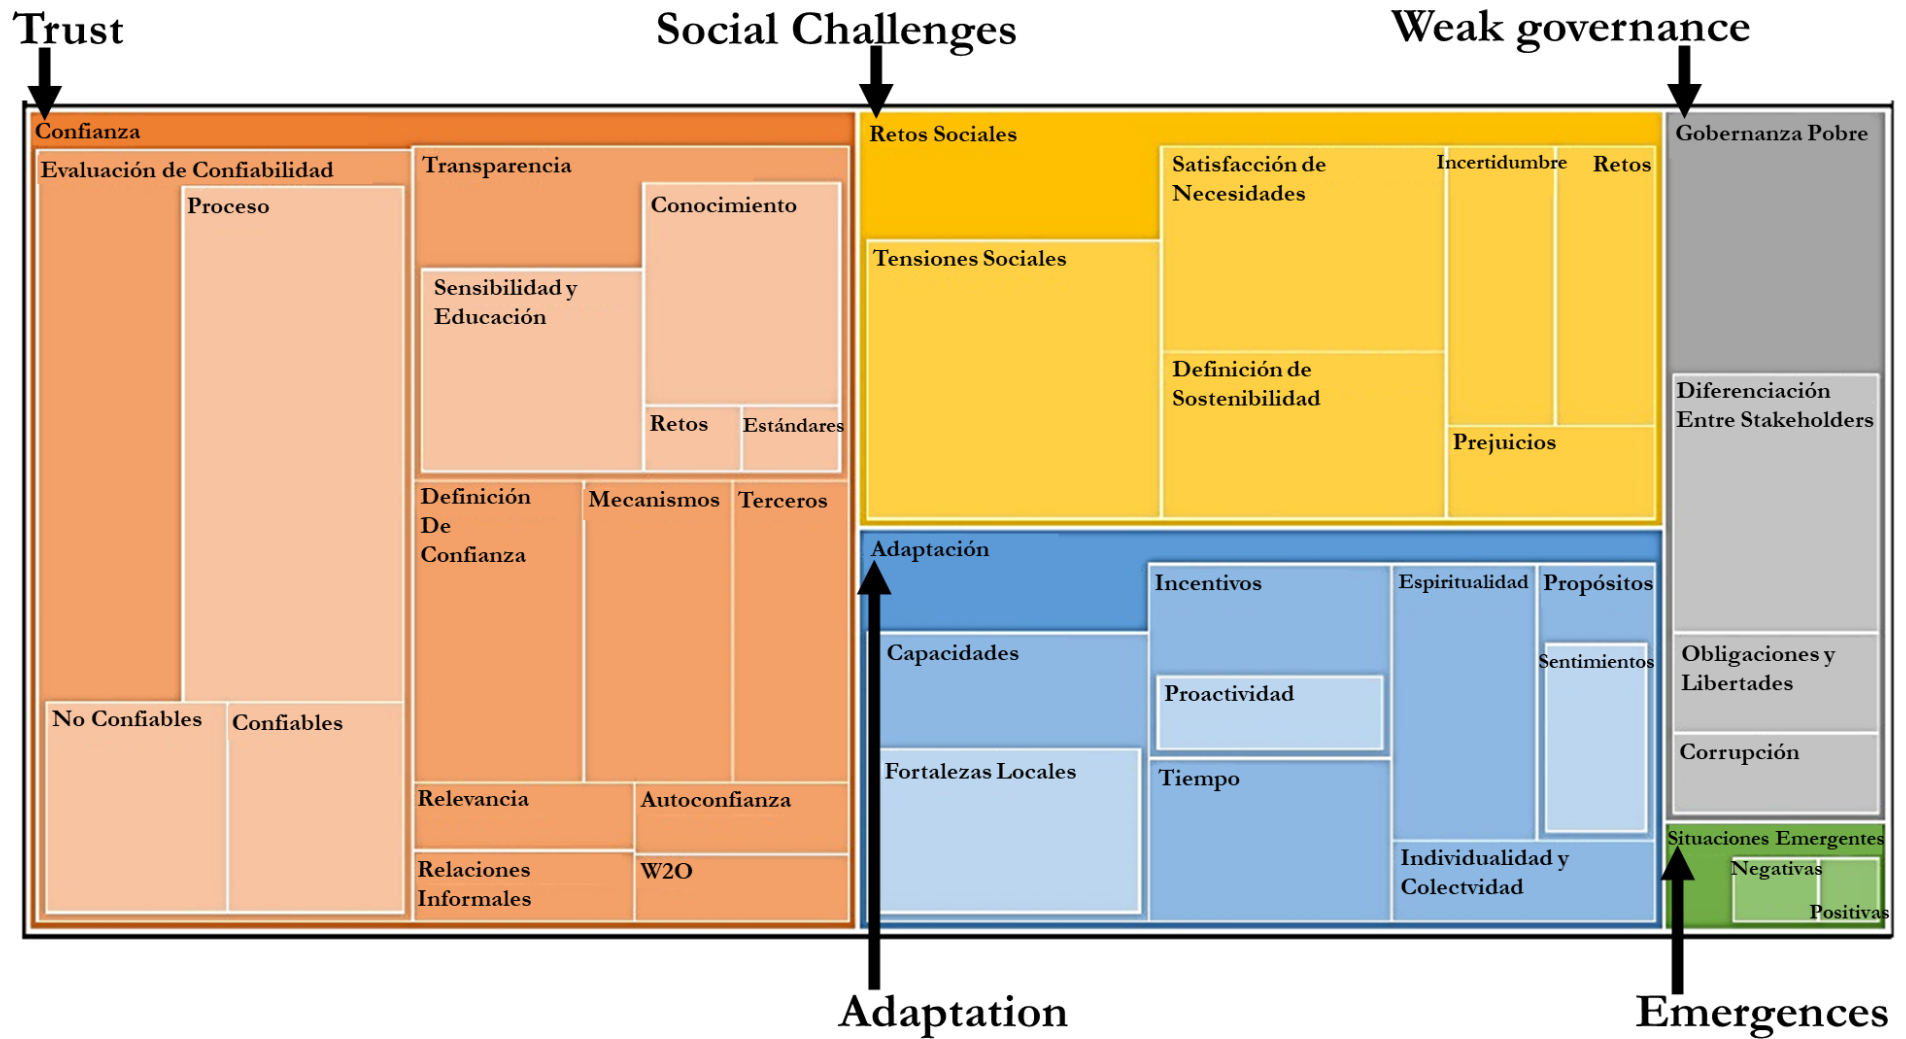 Trust
Social Challenges
Weak governance
Confianza
Evaluación de Confiabilidad
Proceso
No Confiables
Confiables
Transparencia
Conocimiento
Sensibilidad y
Educación
Retos
Estándares
Definición
De
Confianza
Mecanismos
Terceros
Relevancia
Autoconfianza
Relaciones
Informales
W2O
Retos Sociales
Tensiones Sociales
Satisfacción de
Necesidades
Incertidumbre
Retos
Definición de
Sostenibilidad
Prejuicios
Adaptación
Capacidades
Fortalezas Locales
Incentivos
Proactividad
Tiempo
Espiritualidad
Propósitos
Sentimientos
Individualidad y
Colectvidad
Gobernanza Pobre
Diferenciación
Entre Stakeholders
Obligaciones y
Libertades
Corrupción
Situaciones Emergentes
Negativas
Positivas
Adaptation
Emergences